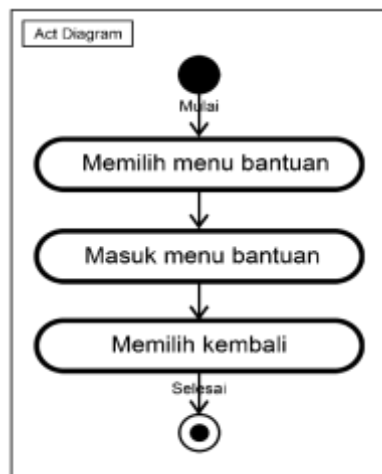 Act Diagram
Mulai
Memilih menu bantuan
Masuk menu bantuan
Memilih kembali
Selesai